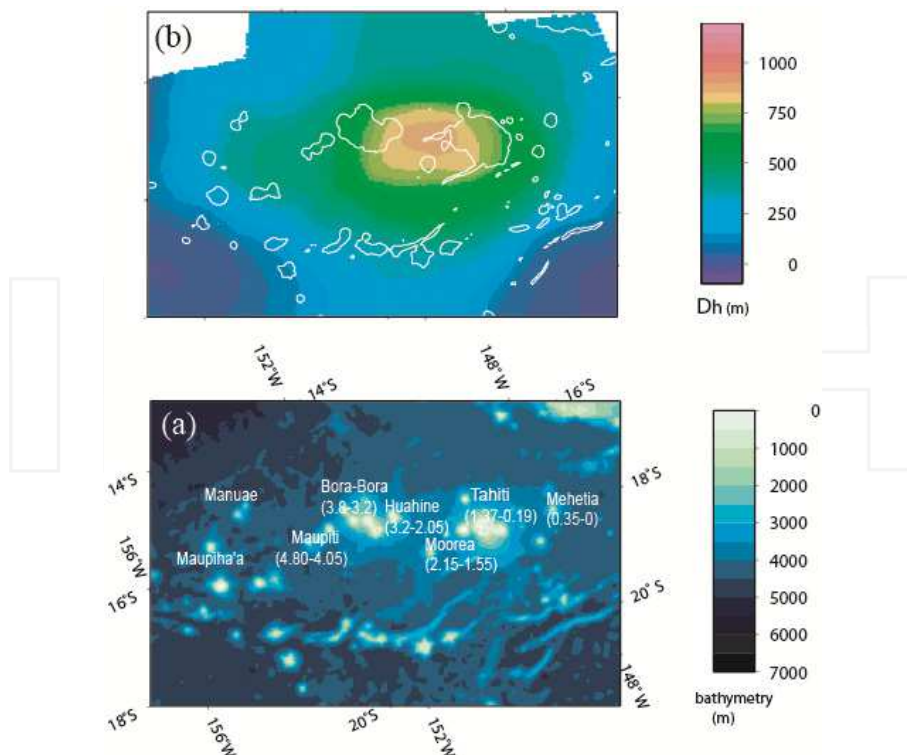 (b)
1000
750
500
250
0
Dh (m)
152°W
14°S
148°W
16°S
(a)
14°S
Manuae
Maupiha'a
156°W
16°S
18°S
156°W
Bora-Bora
(3.8-3.2)
Huahine
(3.2-2.05)
Maupiti
(4.80-4.05)
Moorea
(2.15-1.55)
Tahiti
(1.37-0.19)
Mehetia
(0.35-0)
20°S
152°W
18°S
20°S
148°W
0
1000
2000
3000
4000
5000
6000
7000
bathymetry
(m)